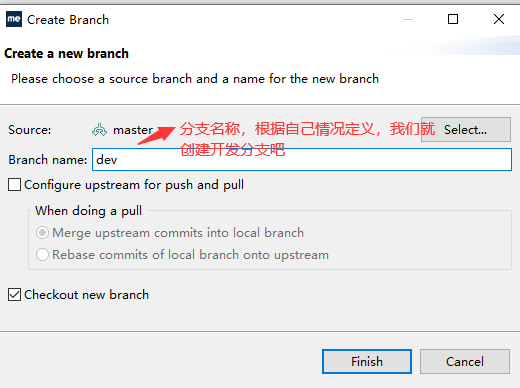 me Create Branch
Create a new branch
Please choose a source branch and a name for the new branch
Source: master Select...
分支名称，根据自己情况定义，我们就
创建开发分支吧
Branch name: dev
Configure upstream for push and pull
When doing a pull
Merge upstream commits into local branch
Rebase commits of local branch onto upstream
Checkout new branch
Finish Cancel